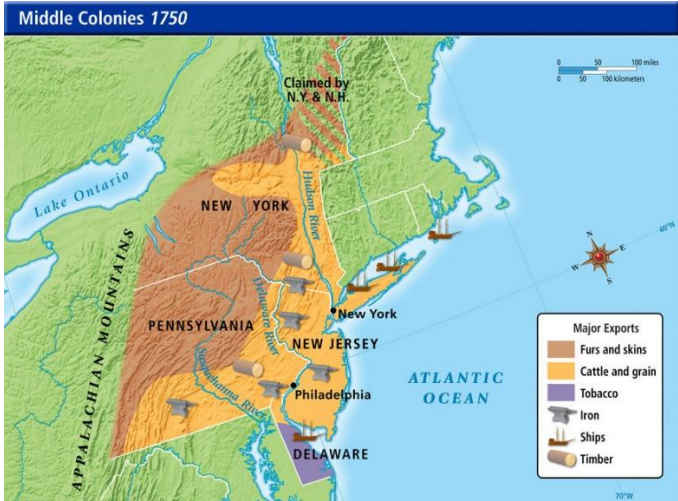 Middle Colonies 1750
0 50 100 miles
0 50 100 kilometers
Claimed by
N.Y. & N.H.
Lake Ontario
NEW YORK
Hudson River
40°N
N
E
W
S
APPALACHIAN MOUNTAINS
PENNSYLVANIA
Delaware River
Susquehanna River
New York
NEW JERSEY
Philadelphia
DELAWARE
ATLANTIC
OCEAN
Major Exports
Furs and skins
Cattle and grain
Tobacco
Iron
Ships
Timber
70°W